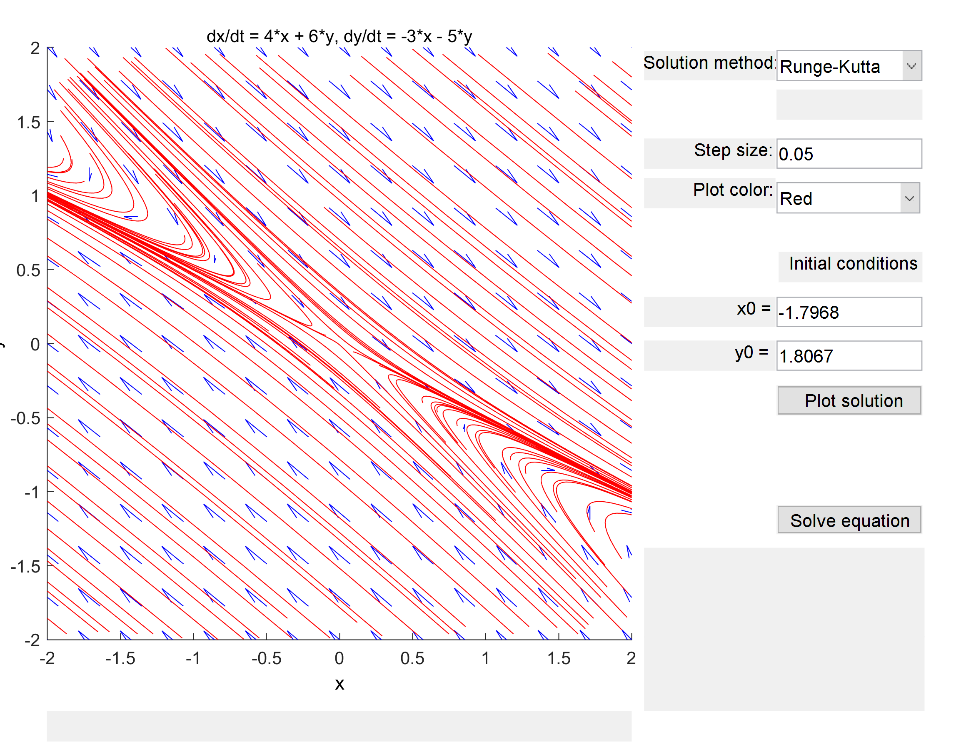 dx/dt = 4*x + 6*y, dy/dt = -3*x - 5*y
2
1.5
1
0.5
0
-0.5
-1
-1.5
-2
-2 -1.5 -1 -0.5 0 0.5 1 1.5 2
x
Solution method:
Runge-Kutta
Step size:
0.05
Plot color:
Red
Initial conditions
x0 =
-1.7968
y0 =
1.8067
Plot solution
Solve equation